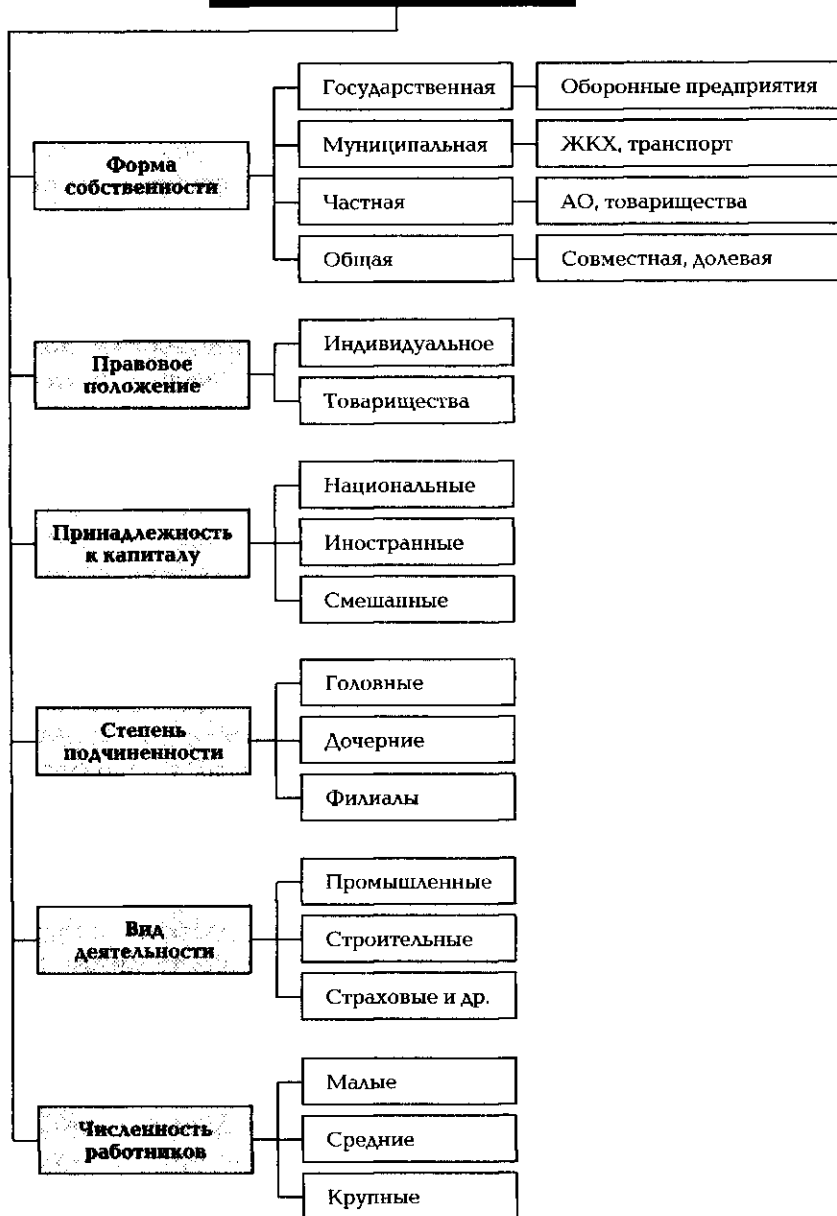 Форма
собственности
Государственная
Оборонные предприятия
Муниципальная
ЖКХ, транспорт
Частная
АО, товарищества
Общая
Совместная, долевая
Правовое
положение
Индивидуальное
Товарищества
Принадлежность
к капиталу
Национальные
Иностранные
Смешанные
Степень
подчиненности
Головные
Дочерние
Филиалы
Вид
деятельности
Промышленные
Строительные
Страховые и др.
Численность
работников
Малые
Средние
Крупные